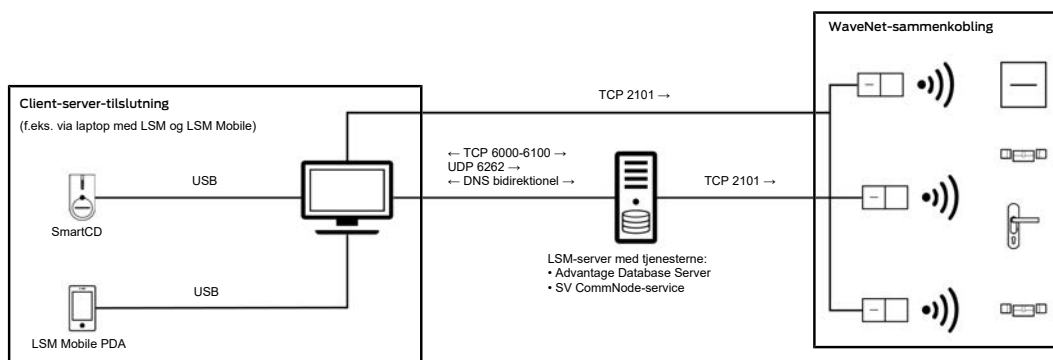 WaveNet-sammenkobling
Client-server-tilslutning
(f.eks. via laptop med LSM og LSM Mobile)
TCP 2101 →
← TCP 6000-6100 →
UDP 6262 →
← DNS bidirektionel →
USB
TCP 2101 →
SmartCD
LSM-server med tjenesterne:
• Advantage Database Server
• SV CommNode-service
USB
LSM Mobile PDA